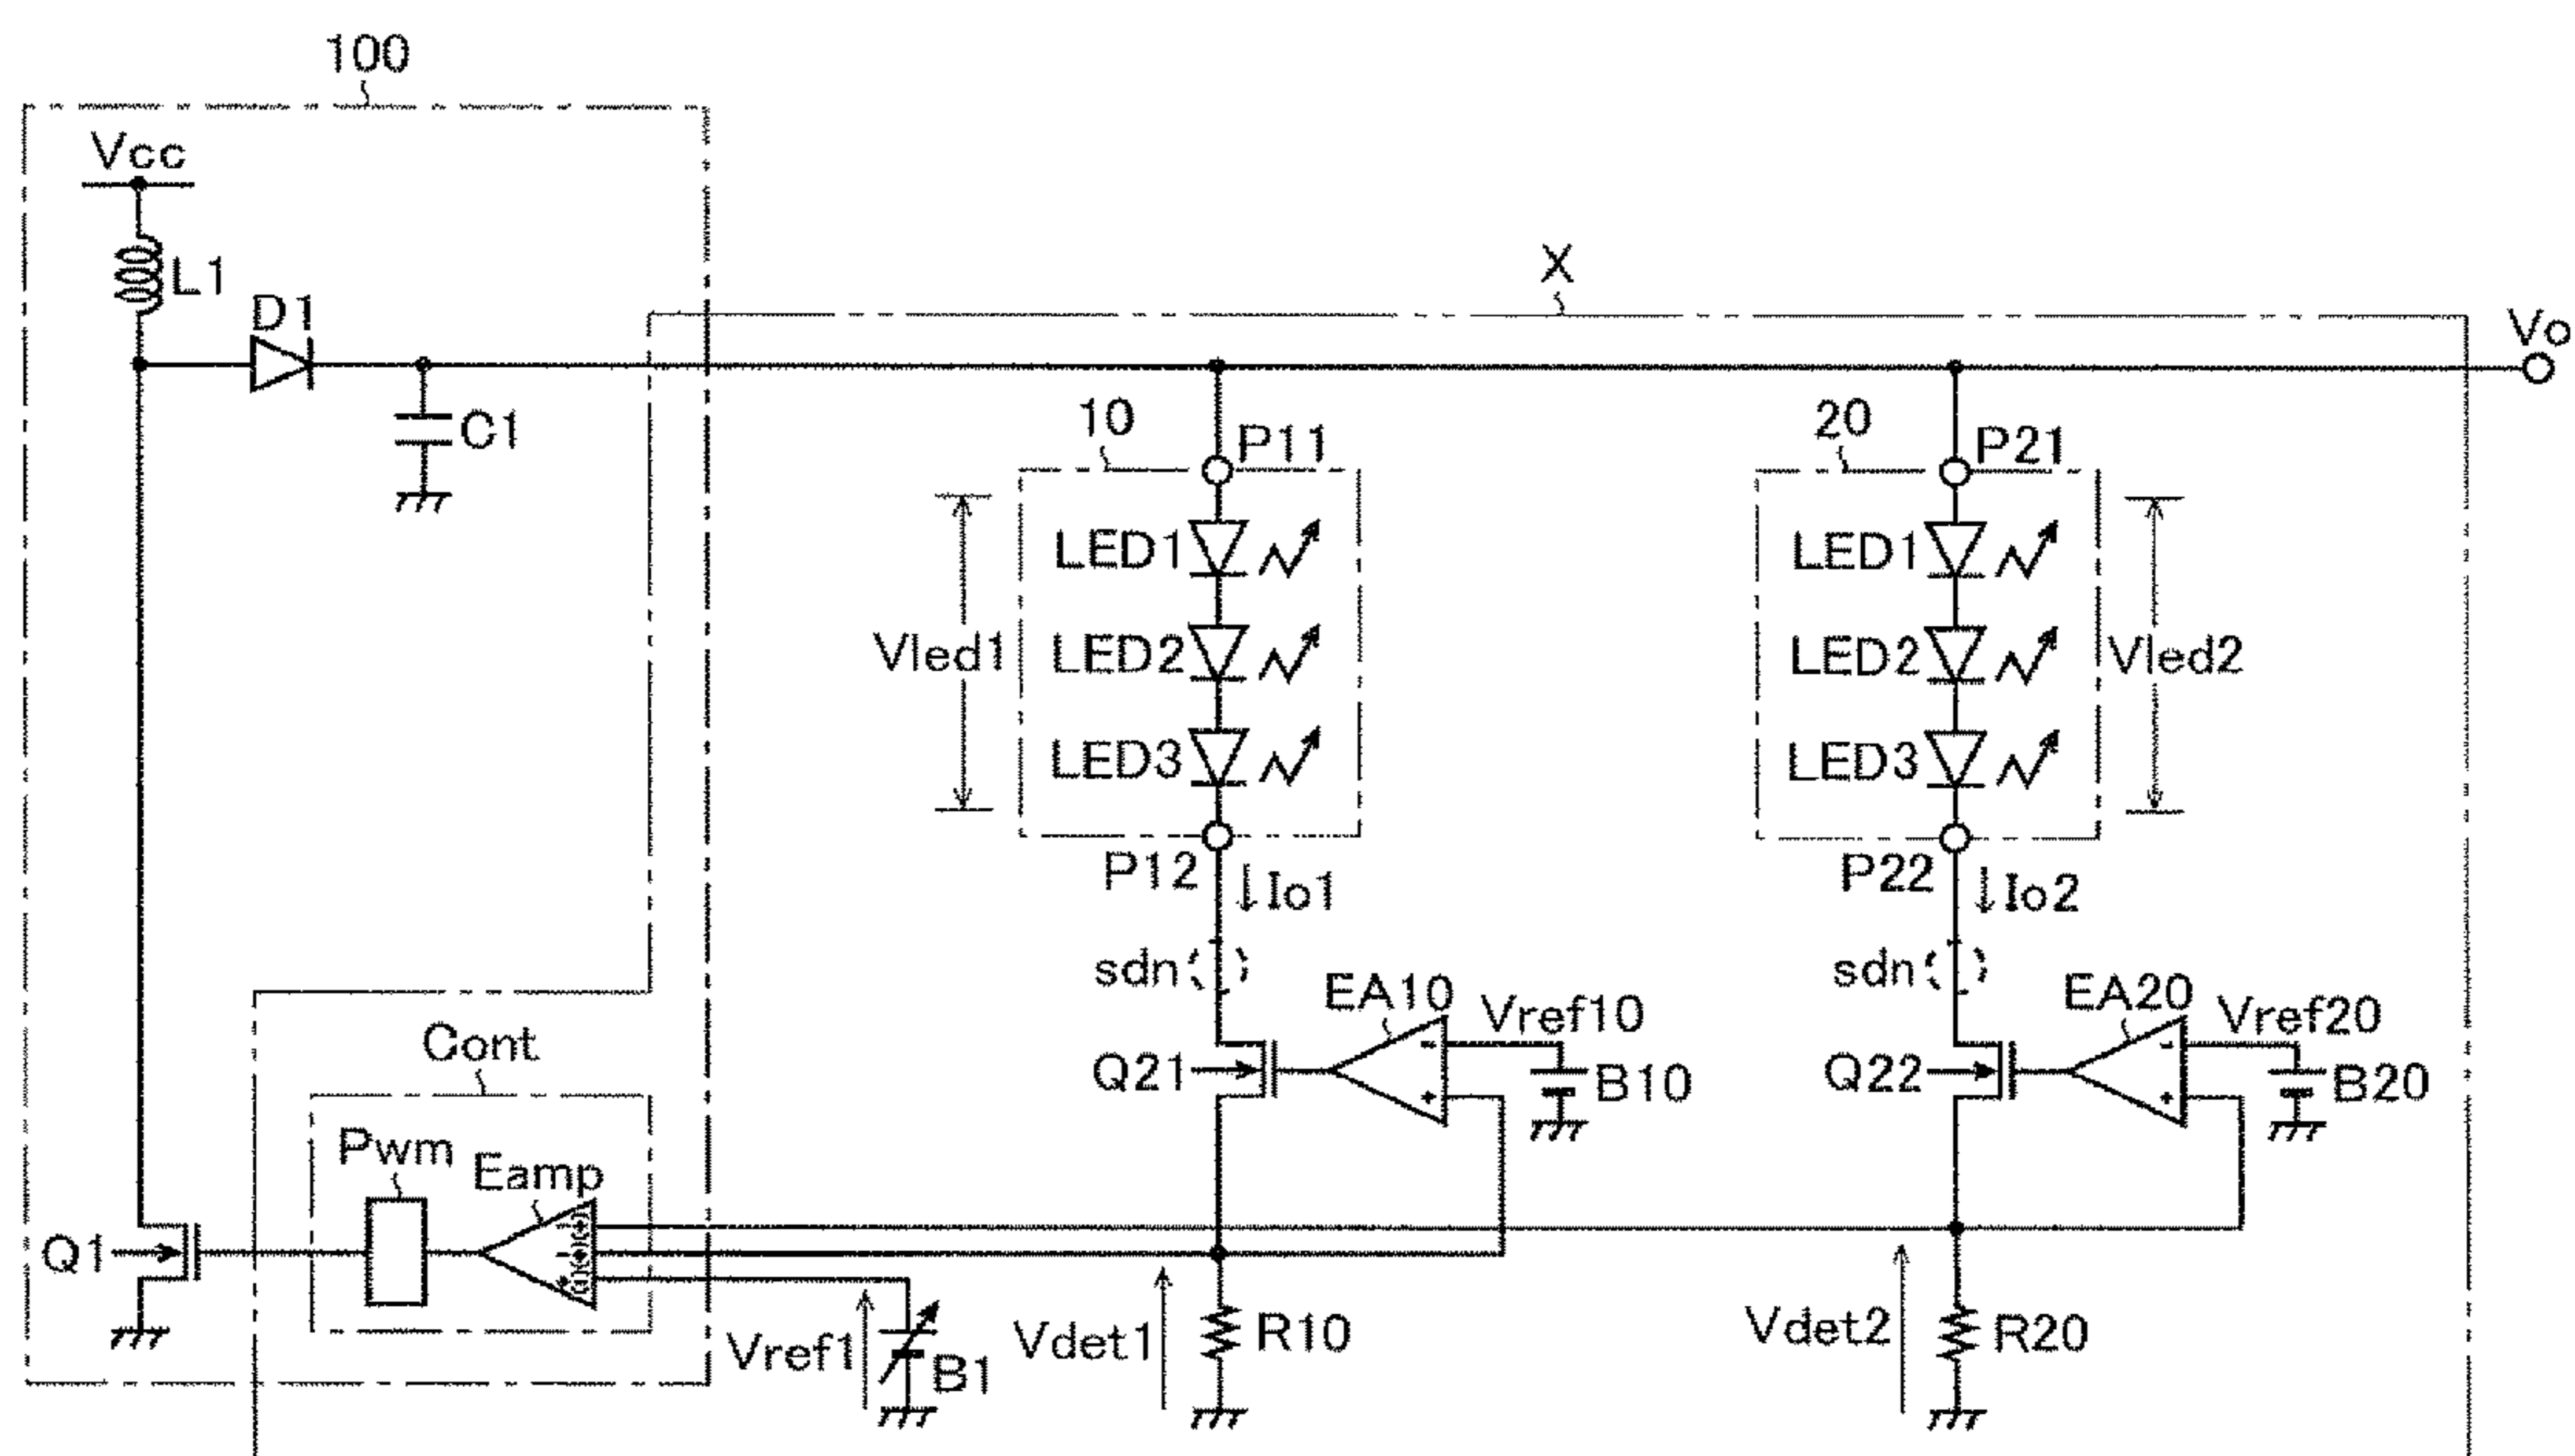 100
Vcc
L1
X
D1
Vo
C1
10
P11
20
P21
LED1
LED1
Vled1
LED2
LED2
Vled2
LED3
LED3
P12
Io1
P22
Io2
sdn
sdn
EA10
Vref10
EA20
Vref20
Cont
Q21
-
+
B10
Q22
-
+
B20
Pwm
Eamp
Q1
Vref1
B1
Vdet1
R10
Vdet2
R20